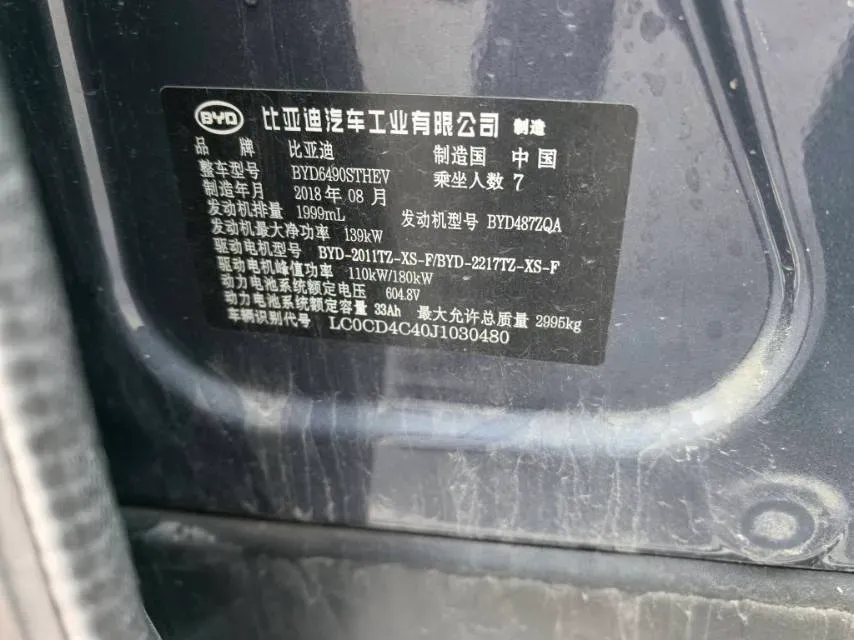 BYD 比亚迪汽车工业有限公司 制造
品牌 比亚迪 制造国 中国
整车型号 BYD6490STHEV 乘坐人数 7
制造年月 2018 年 08 月
发动机排量 1999mL 发动机型号 BYD487ZQA
发动机最大净功率 139kW
驱动电机型号 BYD-2011TZ-XS-F/BYD-2217TZ-XS-F
驱动电机峰值功率 110kW/180kW
动力电池系统额定电压 604.8V
动力电池系统额定容量 33Ah 最大允许总质量 2995kg
车辆识别代号 LC0CD4C40J1030480